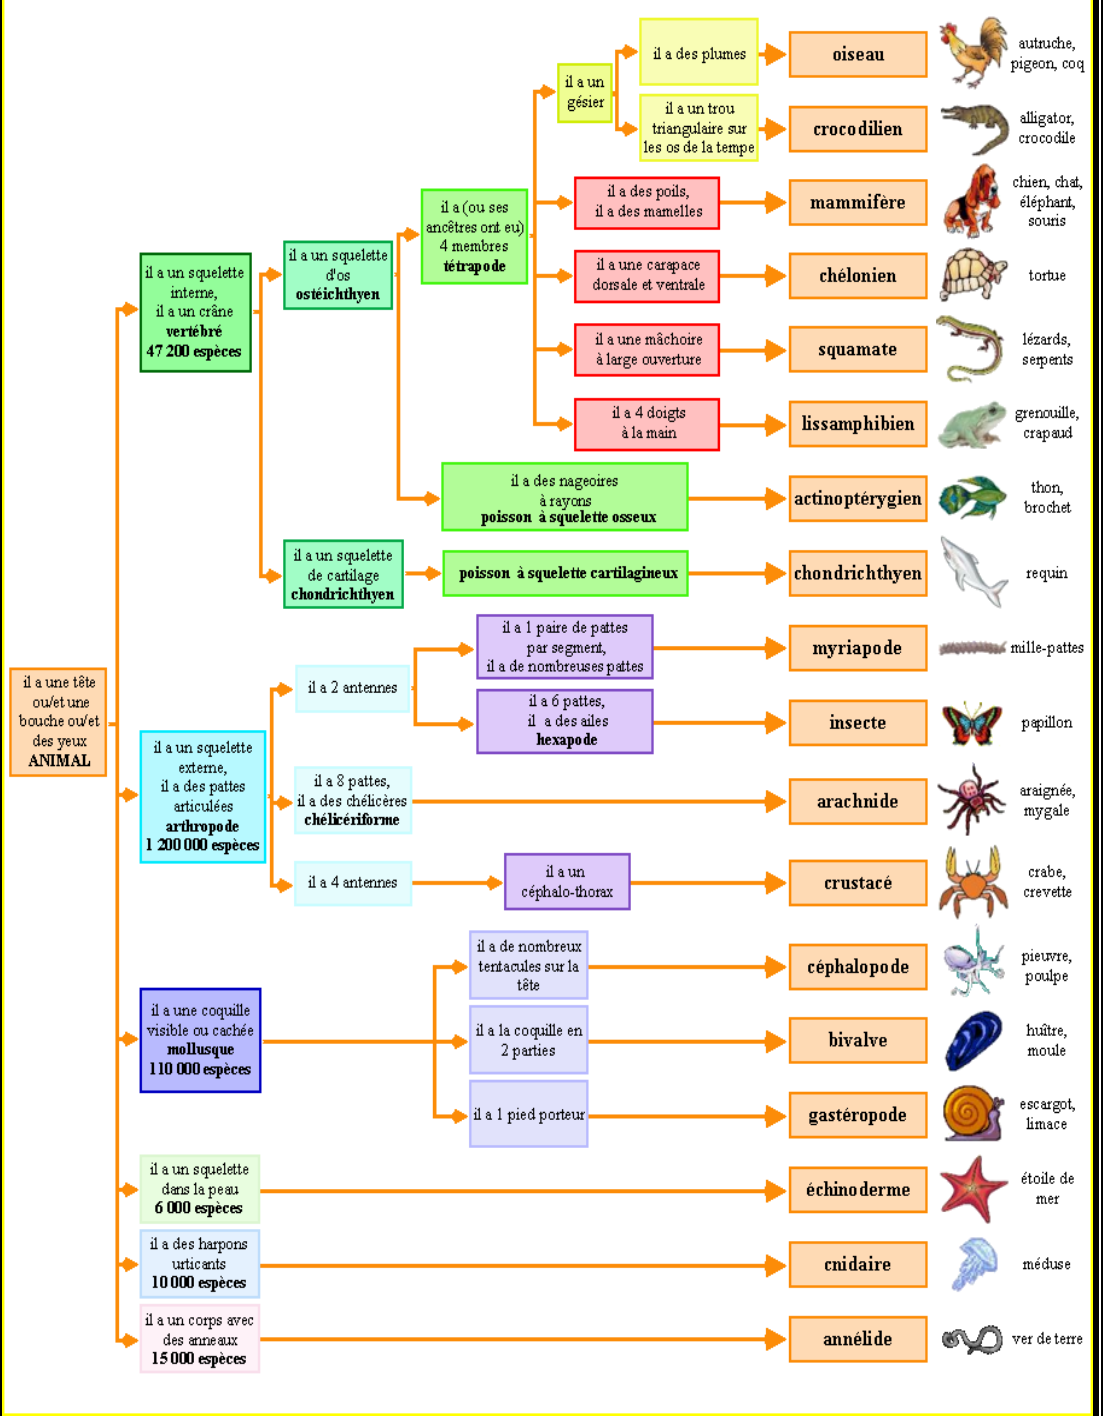 il a une tête
ou/et une
bouche ou/et
des yeux
ANIMAL
il a un squelette
interne,
il a un crâne
vertébré
47 200 espèces
il a un squelette
d'os
ostéichthyen
il a (ou ses
ancêtres ont eu)
4 membres
tétrapode
il a un
gésier
il a des plumes
oiseau
autruche,
pigeon, coq
il a un trou
triangulaire sur
les os de la tempe
crocodilien
alligator,
crocodile
il a des poils,
il a des mamelles
mammifère
chien, chat,
éléphant,
souris
il a une carapace
dorsale et ventrale
chélonien
tortue
il a une mâchoire
à large ouverture
squamate
lézards,
serpents
il a 4 doigts
à la main
lissamphibien
grenouille,
crapaud
il a des nageoires
à rayons
poisson à squelette osseux
actinoptérygien
thon,
brochet
il a un squelette
de cartilage
chondrichthyen
poisson à squelette cartilagineux
chondrichthyen
requin
il a un squelette
externe,
il a des pattes
articulées
arthropode
1 200 000 espèces
il a 2 antennes
il a 1 paire de pattes
par segment,
il a de nombreuses pattes
myriapode
mille-pattes
il a 6 pattes,
il a des ailes
hexapode
insecte
papillon
il a 8 pattes,
il a des chélicères
chélicériforme
arachnide
araignée,
mygale
il a 4 antennes
il a un
céphalo-thorax
crustacé
crabe,
crevette
il a une coquille
visible ou cachée
mollusque
110 000 espèces
il a de nombreux
tentacules sur la
tête
céphalopode
pieuvre,
poulpe
il a la coquille en
2 parties
bivalve
huître,
moule
il a 1 pied porteur
gastéropode
escargot,
limace
il a un squelette
dans la peau
6 000 espèces
échinoderme
étoile de
mer
il a des harpons
urticants
10 000 espèces
cnidaire
méduse
il a un corps avec
des anneaux
15 000 espèces
annélide
ver de terre